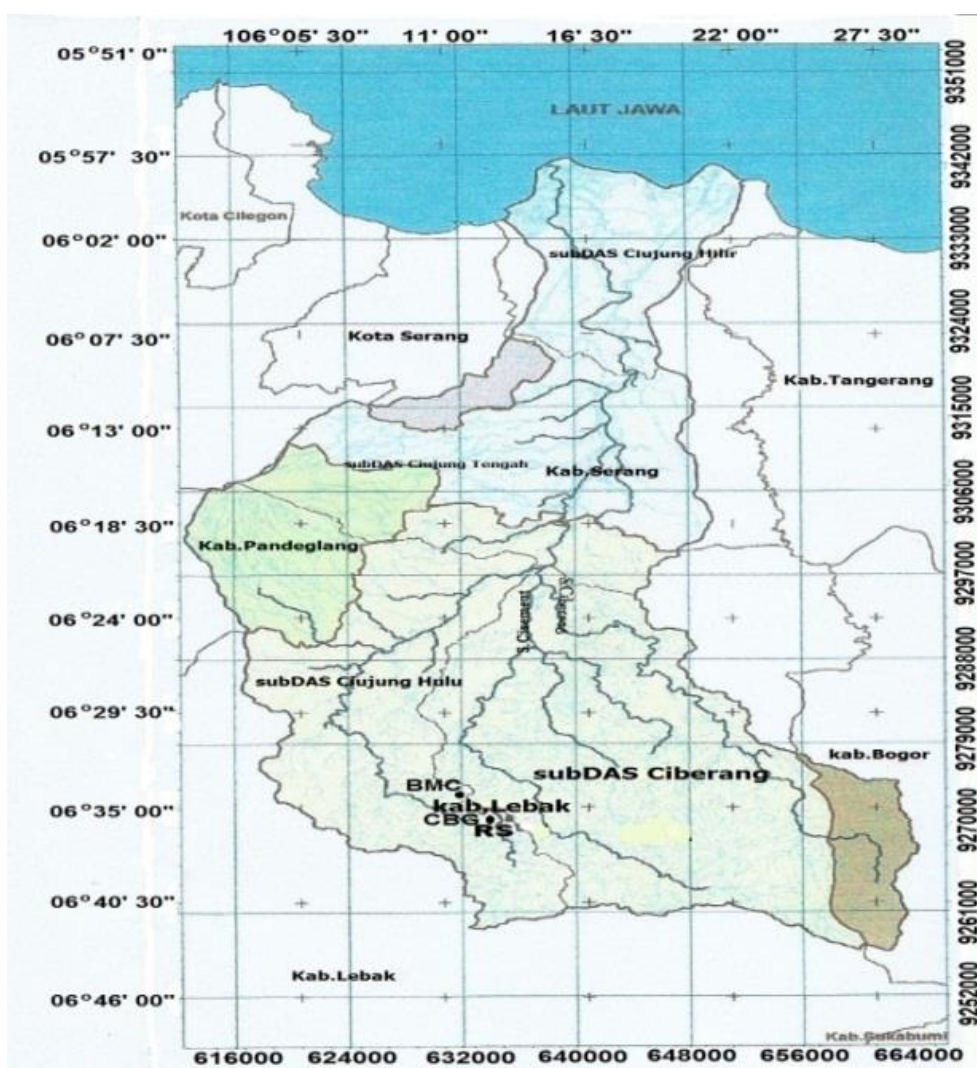 106°05' 30" 11' 00" 16' 30" 22' 00" 27' 30"
05°51' 0"
9351000
LAUT JAWA
05°57' 30"
9342000
Kota Cilegon
06°02' 00"
9333000
subDAS Ciujung Hilir
9324000
06°07' 30"
Kota Serang
Kab.Tangerang
9315000
06°13' 00"
subDAS Ciujung Tengah
Kab.Serang
9306000
06°18' 30"
Kab.Pandeglang
9297000
06°24' 00"
9288000
subDAS Ciujung Hulu
06°29' 30"
9279000
kab.Bogor
subDAS Ciberang
BMC
kab.Lebak
06°35' 00"
CBG
RS
9270000
06°40' 30"
9261000
Kab.Lebak
06°46' 00"
9252000
Kab.Sukabumi
616000 624000 632000 640000 648000 656000 664000